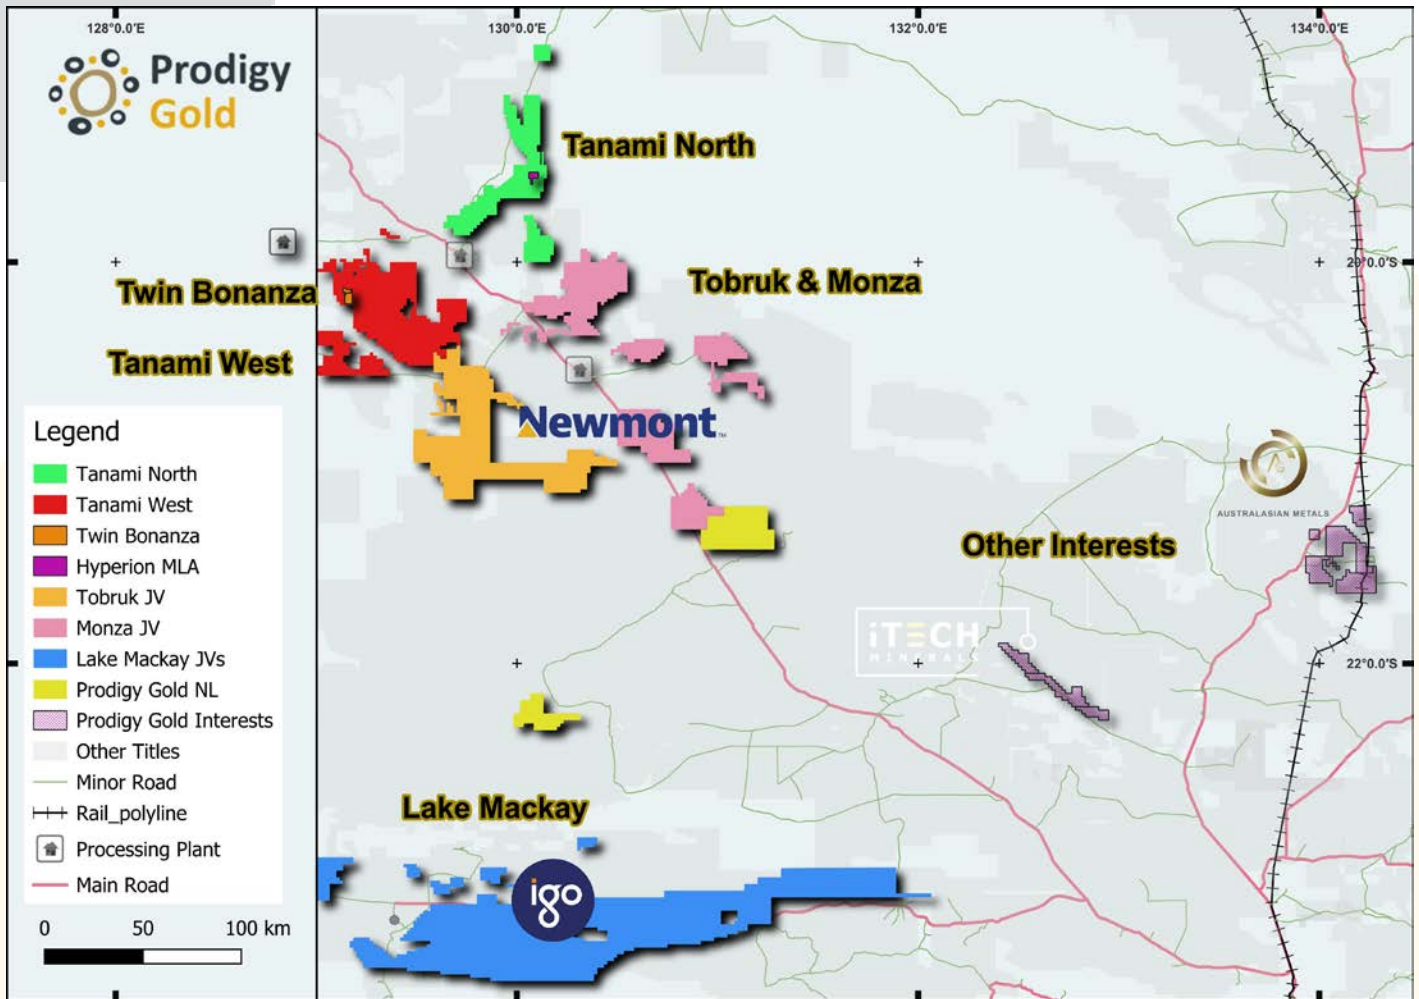 128°0.0'E
130°0.0'E
132°0.0'E
134°0.0'E
Prodigy
Gold
Tanami North
20°0.0'S
Twin Bonanza
Tobruk & Monza
Tanami West
Newmont™
AUSTRALASIAN METALS
Other Interests
iTECH
MINERALS
22°0.0'S
Lake Mackay
igo
Legend
Tanami North
Tanami West
Twin Bonanza
Hyperion MLA
Tobruk JV
Monza JV
Lake Mackay JVs
Prodigy Gold NL
Prodigy Gold Interests
Other Titles
Minor Road
Rail_polyline
Processing Plant
Main Road
0 50 100 km